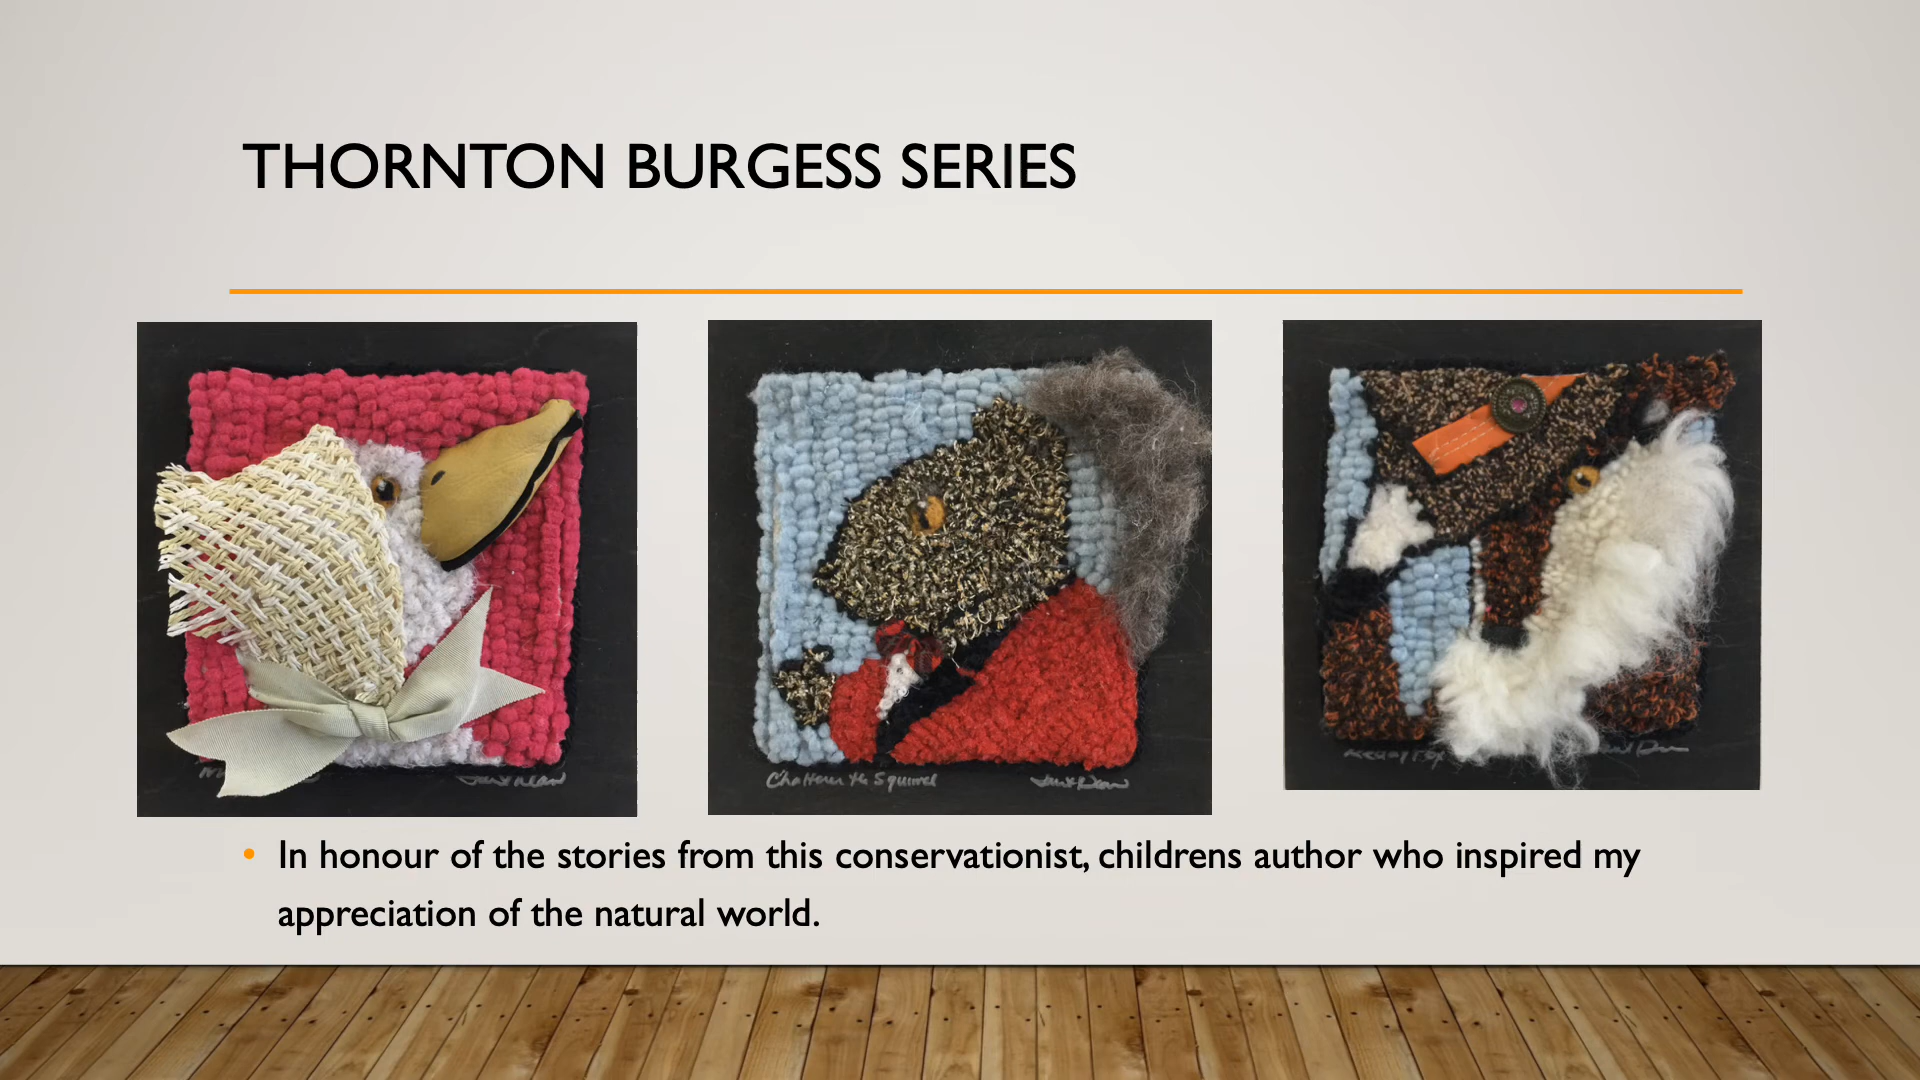 THORNTON BURGESS SERIES
Chatterer the Squirrel
In honour of the stories from this conservationist, childrens author who inspired my
appreciation of the natural world.